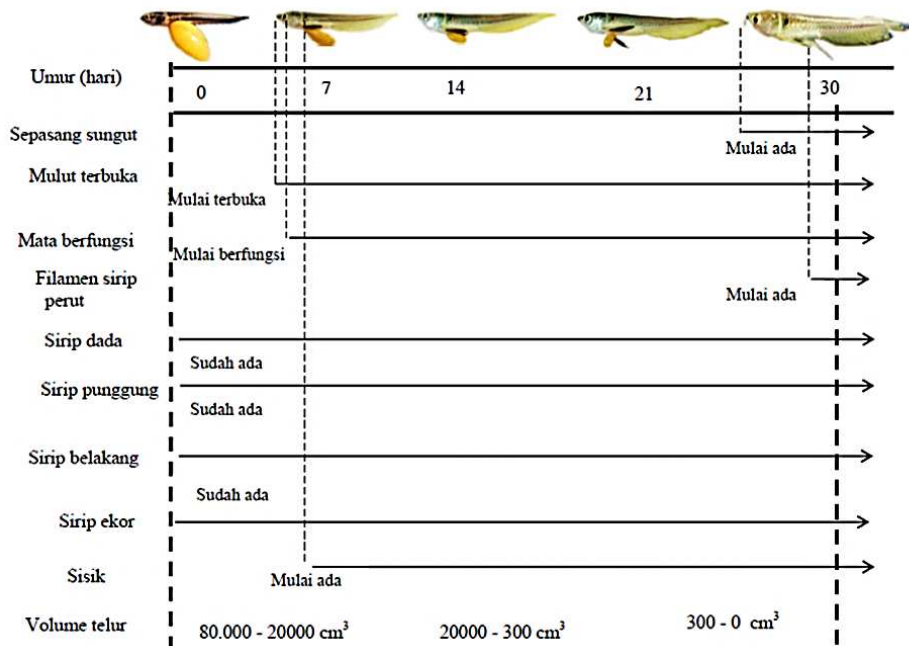 Umur (hari)
0 7 14 21 30
Sepasang sungut
Mulai ada
Mulut terbuka
Mulai terbuka
Mata berfungsi
Mulai berfungsi
Filamen sirip
perut
Mulai ada
Sirip dada
Sudah ada
Sirip punggung
Sudah ada
Sirip belakang
Sudah ada
Sirip ekor
Sisik
Mulai ada
Volume telur
80.000 - 20000 cm³ 20000 - 300 cm³ 300 - 0 cm³